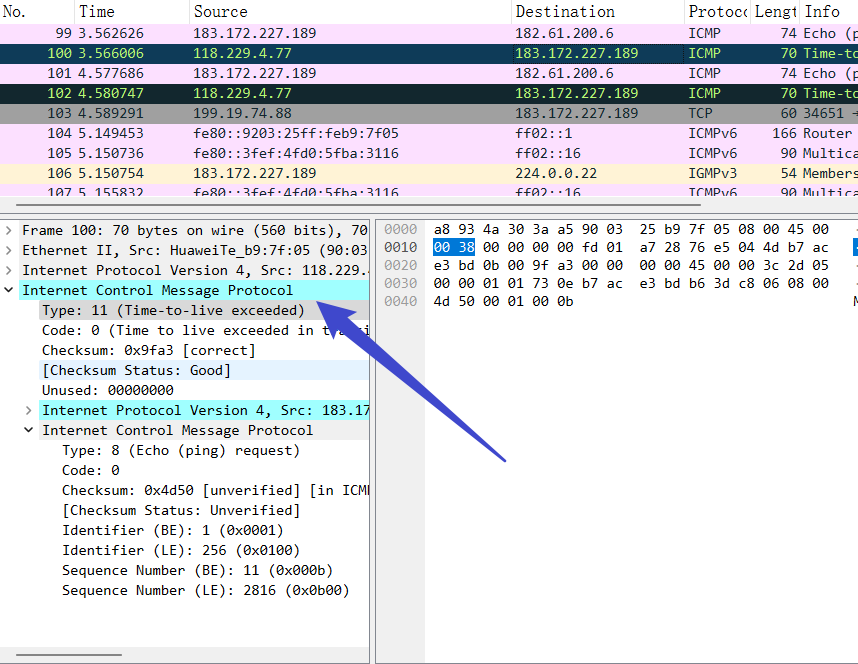 No. Time Source Destination Protoc Lengt Info
99 3.562626 183.172.227.189 182.61.200.6 ICMP 74 Echo (p
100 3.566006 118.229.4.77 183.172.227.189 ICMP 70 Time-to
101 4.577686 183.172.227.189 182.61.200.6 ICMP 74 Echo (p
102 4.580747 118.229.4.77 183.172.227.189 ICMP 70 Time-to
103 4.589291 199.19.74.88 183.172.227.189 TCP 60 34651 →
104 5.149453 fe80::9203:25ff:feb9:7f05 ff02::1 ICMPv6 166 Router
105 5.150736 fe80::3fef:4fd0:5fba:3116 ff02::16 ICMPv6 90 Multica
106 5.150754 183.172.227.189 224.0.0.22 IGMPv3 54 Members
107 5.155832 fe80::3fef:4fd0:5fba:3116 ff02::16 ICMPv6 90 Multica
Frame 100: 70 bytes on wire (560 bits), 70
Ethernet II, Src: HuaweiTe_b9:7f:05 (90:03
Internet Protocol Version 4, Src: 118.229.
Internet Control Message Protocol
Type: 11 (Time-to-live exceeded)
Code: 0 (Time to live exceeded in
Checksum: 0x9fa3 [correct]
[Checksum Status: Good]
Unused: 00000000
Internet Protocol Version 4, Src: 183.17
Internet Control Message Protocol
Type: 8 (Echo (ping) request)
Code: 0
Checksum: 0x4d50 [unverified] [in ICM
[Checksum Status: Unverified]
Identifier (BE): 1 (0x0001)
Identifier (LE): 256 (0x0100)
Sequence Number (BE): 11 (0x000b)
Sequence Number (LE): 2816 (0x0b00)
0000 a8 93 4a 30 3a a5 90 03 25 b9 7f 05 08 00 45 00
0010 00 38 00 00 00 00 fd 01 a7 28 76 e5 04 4d b7 ac
0020 e3 bd 0b 00 9f a3 00 00 00 00 45 00 00 3c 2d 05
0030 00 00 01 01 73 0e b7 ac e3 bd b6 3d c8 06 08 00
0040 4d 50 00 01 00 0b